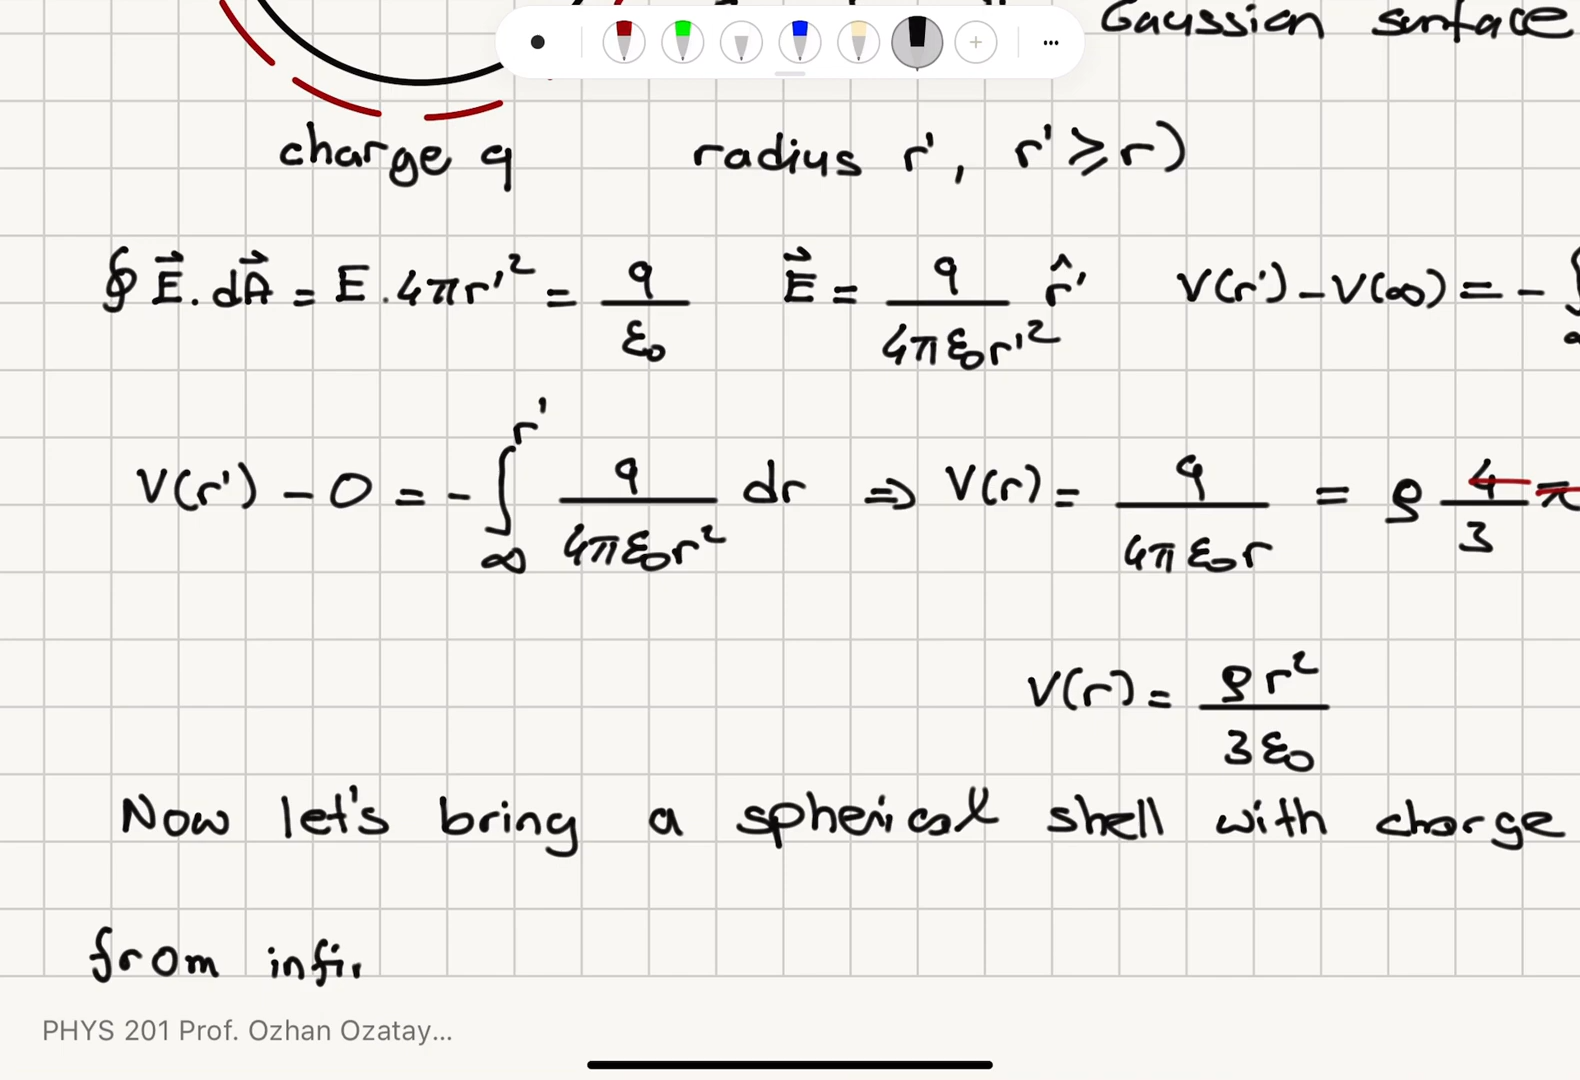 Gaussian surface
charge q radius r', r' ⩾ r)
∮ E⃗ . dA⃗ = E . 4πr'² = q/ε₀ E⃗ = q/4πε₀r'² r̂' V(r') - V(∞) = - ∫
V(r') - 0 = - ∫_∞^r' q/4πε₀r² dr ⇒ V(r) = q/4πε₀r = ρ 4/3 π
V(r) = ρr²/3ε₀
Now let's bring a spherical shell with charge
from infi
PHYS 201 Prof. Ozhan Ozatay...